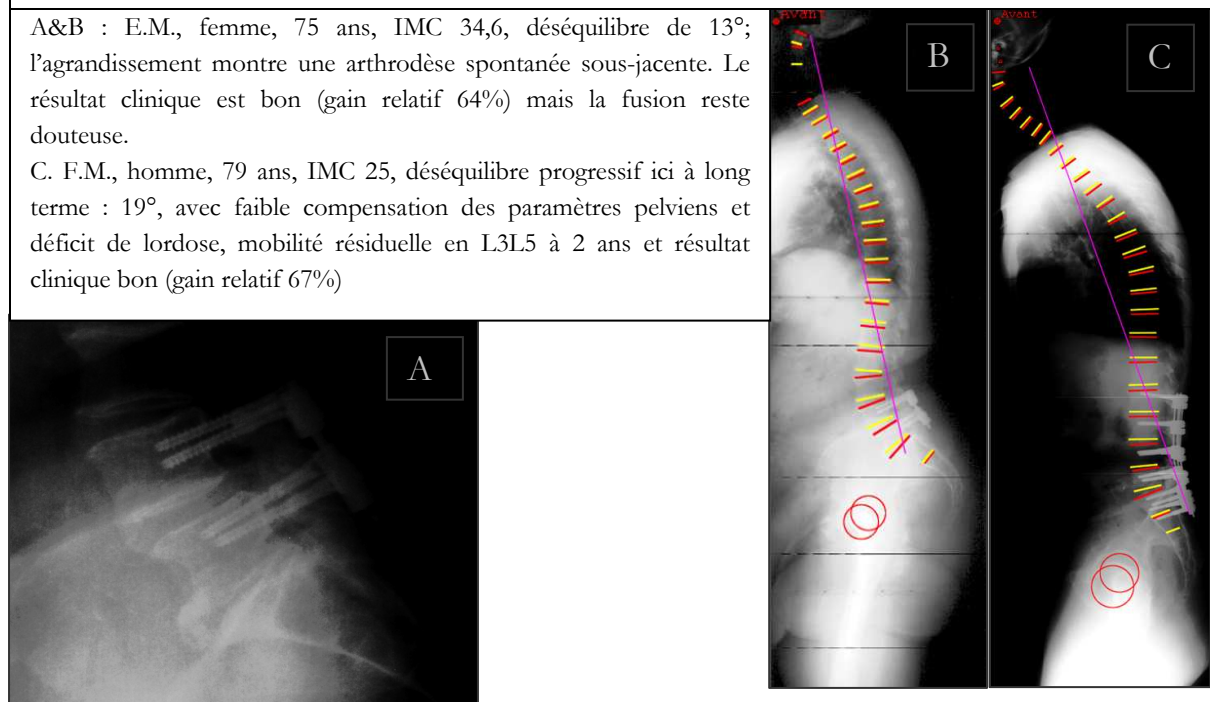 A&B : E.M., femme, 75 ans, IMC 34,6, déséquilibre de 13°;
l'agrandissement montre une arthrodèse spontanée sous-jacente. Le
résultat clinique est bon (gain relatif 64%) mais la fusion reste
douteuse.
C. F.M., homme, 79 ans, IMC 25, déséquilibre progressif ici à long
terme : 19°, avec faible compensation des paramètres pelviens et
déficit de lordose, mobilité résiduelle en L3L5 à 2 ans et résultat
clinique bon (gain relatif 67%)
A
Avant
B
Avant
C